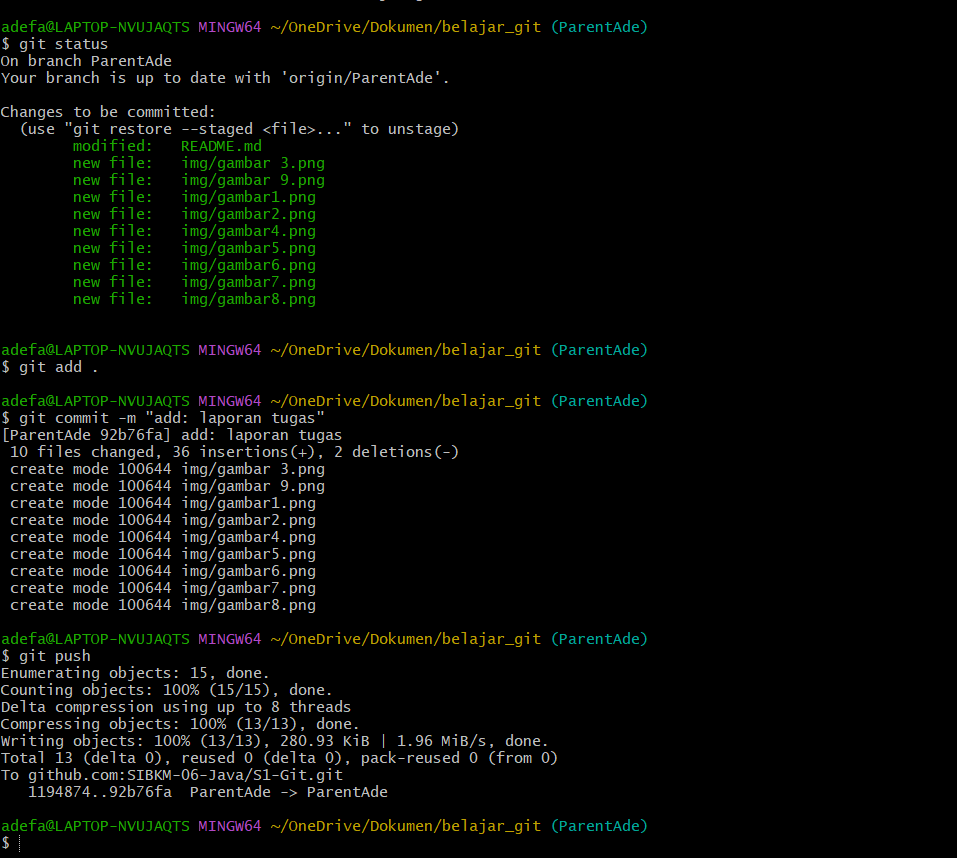 adefa@LAPTOP-NVUJAQTS MINGW64 ~/OneDrive/Dokumen/belajar_git (ParentAde)
$ git status
On branch ParentAde
Your branch is up to date with 'origin/ParentAde'.

Changes to be committed:
  (use "git restore --staged <file>..." to unstage)
        modified:   README.md
        new file:   img/gambar 3.png
        new file:   img/gambar 9.png
        new file:   img/gambar1.png
        new file:   img/gambar2.png
        new file:   img/gambar4.png
        new file:   img/gambar5.png
        new file:   img/gambar6.png
        new file:   img/gambar7.png
        new file:   img/gambar8.png

adefa@LAPTOP-NVUJAQTS MINGW64 ~/OneDrive/Dokumen/belajar_git (ParentAde)
$ git add .

adefa@LAPTOP-NVUJAQTS MINGW64 ~/OneDrive/Dokumen/belajar_git (ParentAde)
$ git commit -m "add: laporan tugas"
[ParentAde 92b76fa] add: laporan tugas
 10 files changed, 36 insertions(+), 2 deletions(-)
 create mode 100644 img/gambar 3.png
 create mode 100644 img/gambar 9.png
 create mode 100644 img/gambar1.png
 create mode 100644 img/gambar2.png
 create mode 100644 img/gambar4.png
 create mode 100644 img/gambar5.png
 create mode 100644 img/gambar6.png
 create mode 100644 img/gambar7.png
 create mode 100644 img/gambar8.png

adefa@LAPTOP-NVUJAQTS MINGW64 ~/OneDrive/Dokumen/belajar_git (ParentAde)
$ git push
Enumerating objects: 15, done.
Counting objects: 100% (15/15), done.
Delta compression using up to 8 threads
Compressing objects: 100% (13/13), done.
Writing objects: 100% (13/13), 280.93 KiB | 1.96 MiB/s, done.
Total 13 (delta 0), reused 0 (delta 0), pack-reused 0 (from 0)
To github.com:SIBKM-06-Java/S1-Git.git
   1194874..92b76fa  ParentAde -> ParentAde

adefa@LAPTOP-NVUJAQTS MINGW64 ~/OneDrive/Dokumen/belajar_git (ParentAde)
$